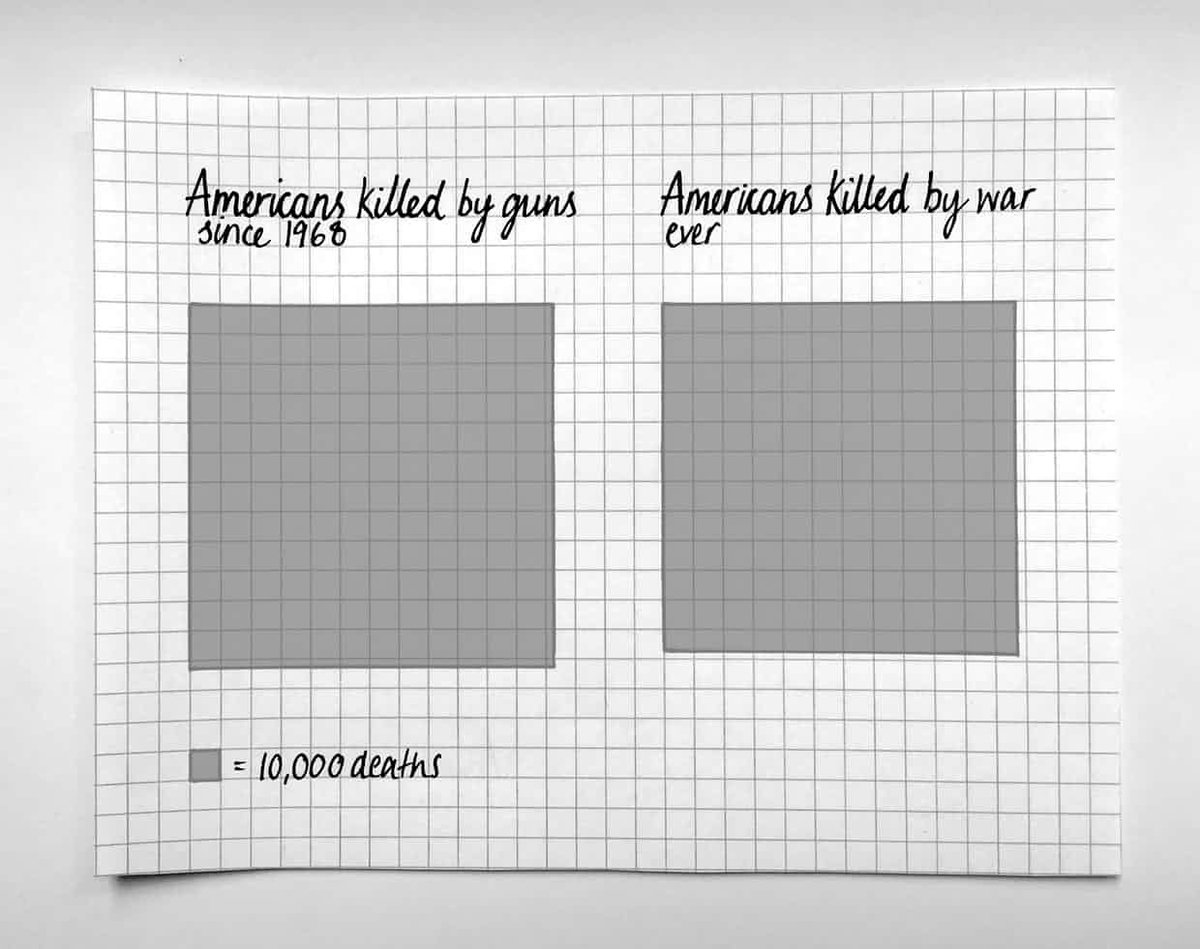 Americans killed by guns
since 1968
Americans killed by war
ever
= 10,000 deaths